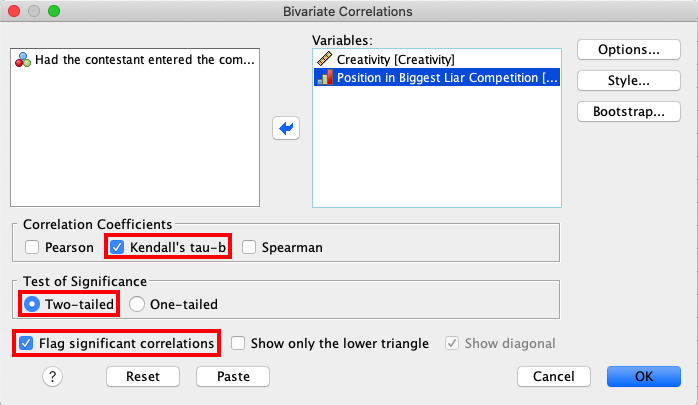 Bivariate Correlations
Had the contestant entered the com...
Variables:
Creativity [Creativity]
Position in Biggest Liar Competition [...
Options...
Style...
Bootstrap...
Correlation Coefficients
Pearson Kendall's tau-b Spearman
Test of Significance
Two-tailed One-tailed
Flag significant correlations Show only the lower triangle Show diagonal
? Reset Paste Cancel OK